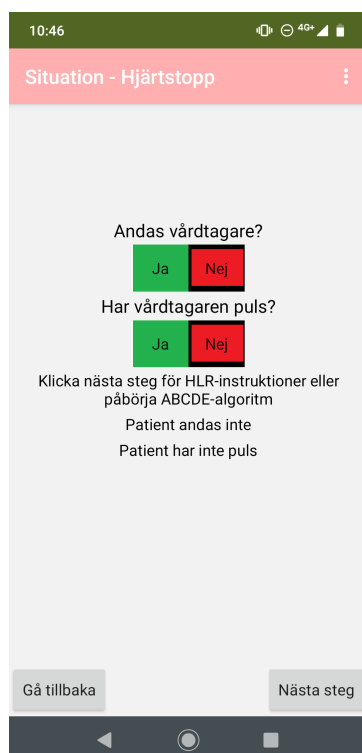 10:46 4G+
Situation - Hjärtstopp
Andas vårdtagare?
Ja Nej
Har vårdtagaren puls?
Ja Nej
Klicka nästa steg för HLR-instruktioner eller
påbörja ABCDE-algoritm
Patient andas inte
Patient har inte puls
Gå tillbaka Nästa steg